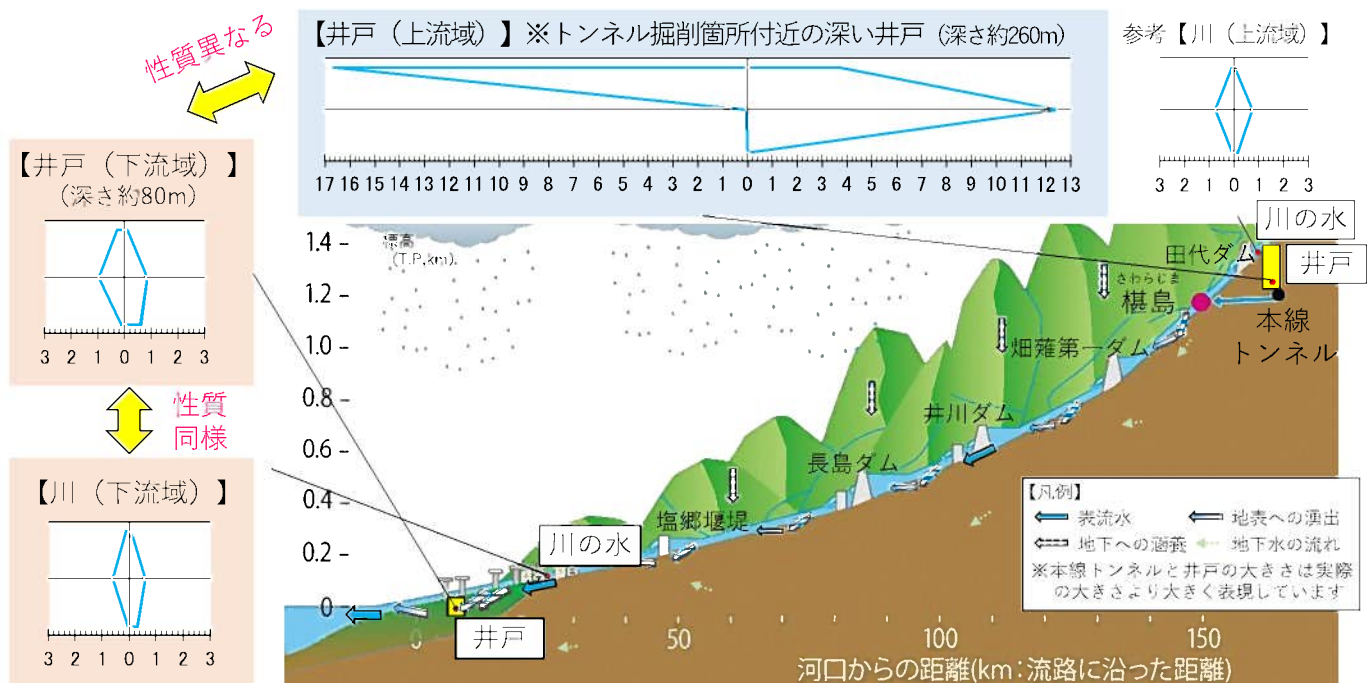 性質異なる
【井戸（上流域）】※トンネル掘削箇所付近の深い井戸（深さ約260m）
17 16 15 14 13 12 11 10 9 8 7 6 5 4 3 2 1 0 1 2 3 4 5 6 7 8 9 10 11 12 13
参考【川（上流域）】
3 2 1 0 1 2 3
【井戸（下流域）】
（深さ約80m）
3 2 1 0 1 2 3
性質
同様
【川（下流域）】
3 2 1 0 1 2 3
標高
(T.P,km)
1.4
1.2
1.0
0.8
0.6
0.4
0.2
0
川の水
田代ダム
井戸
さわらじま
椹島
本線
トンネル
畑薙第一ダム
井川ダム
長島ダム
塩郷堰堤
川の水
井戸
0 50 100 150
河口からの距離(km：流路に沿った距離)
【凡例】
表流水
地表への湧出
地下への涵養
地下水の流れ
※本線トンネルと井戸の大きさは実際
の大きさより大きく表現しています